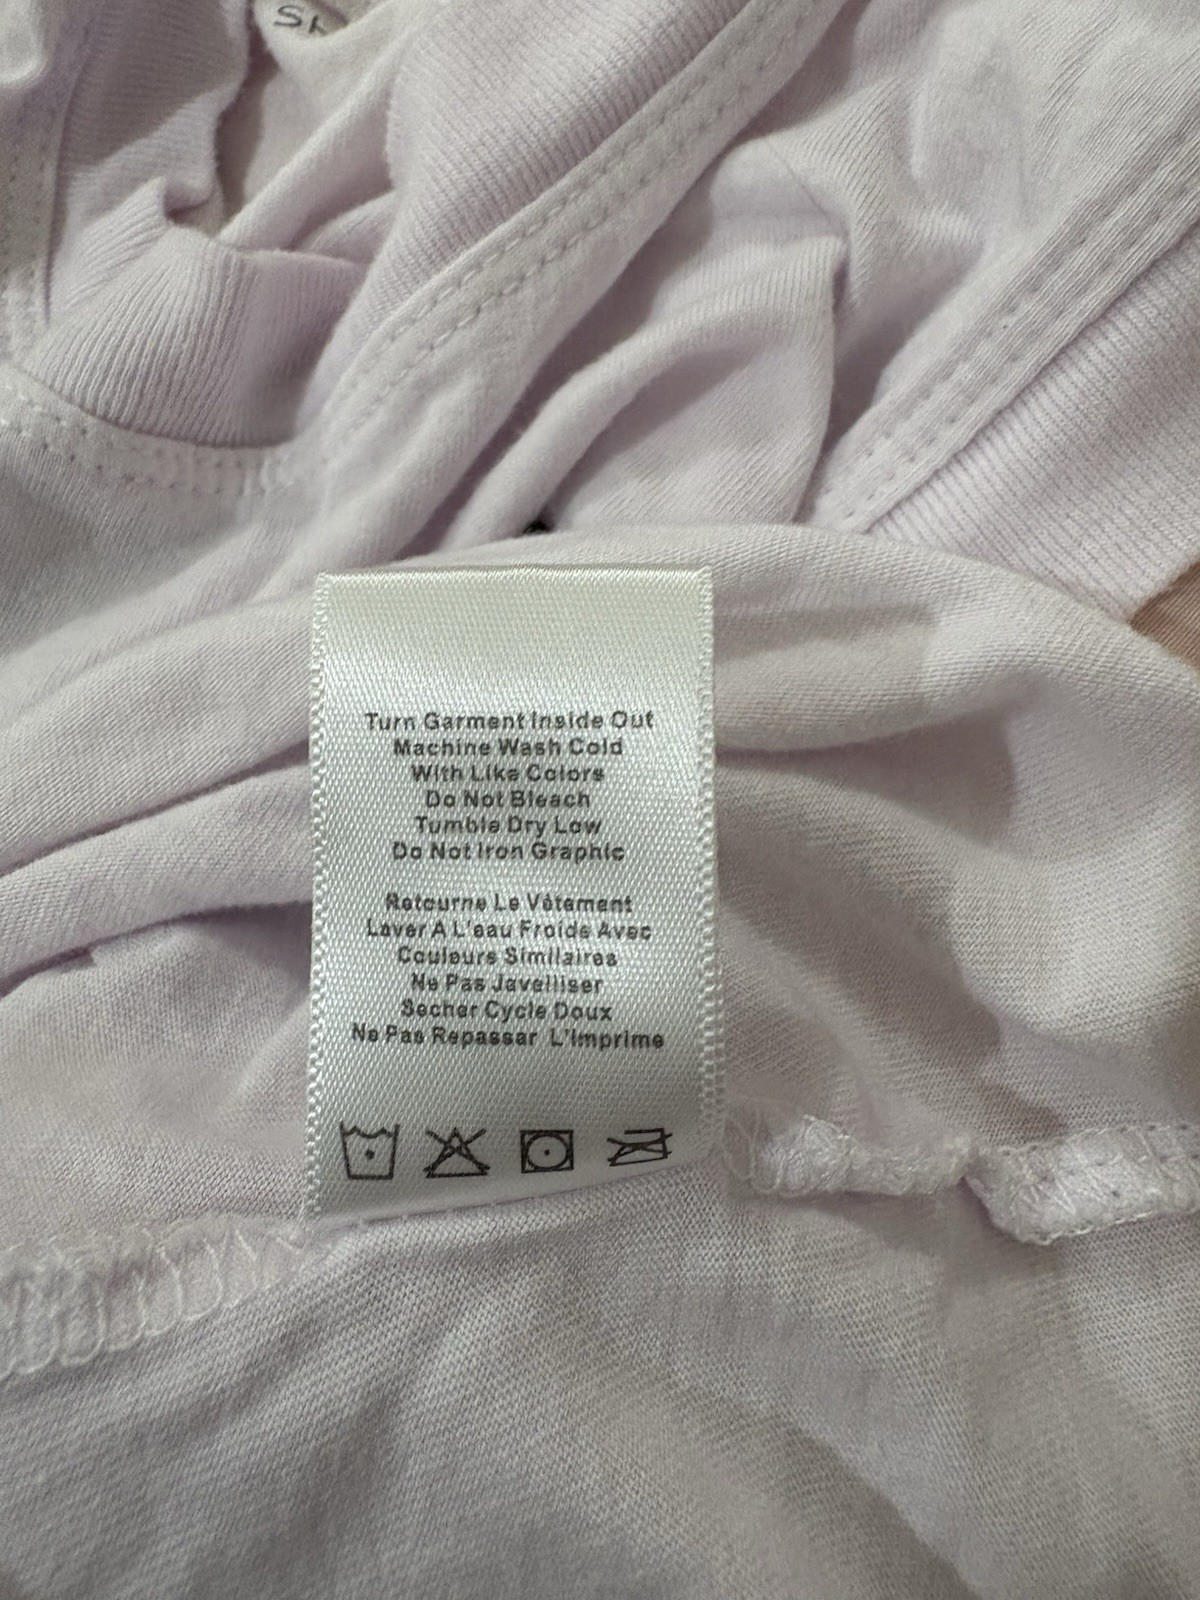 Turn Garment Inside Out
Machine Wash Cold
With Like Colors
Do Not Bleach
Tumble Dry Low
Do Not Iron Graphic
Retourne Le Vêtement
Laver A L'eau Froide Avec
Couleurs Similaires
Ne Pas Javelliser
Secher Cycle Doux
Ne Pas Repassar L'Imprime